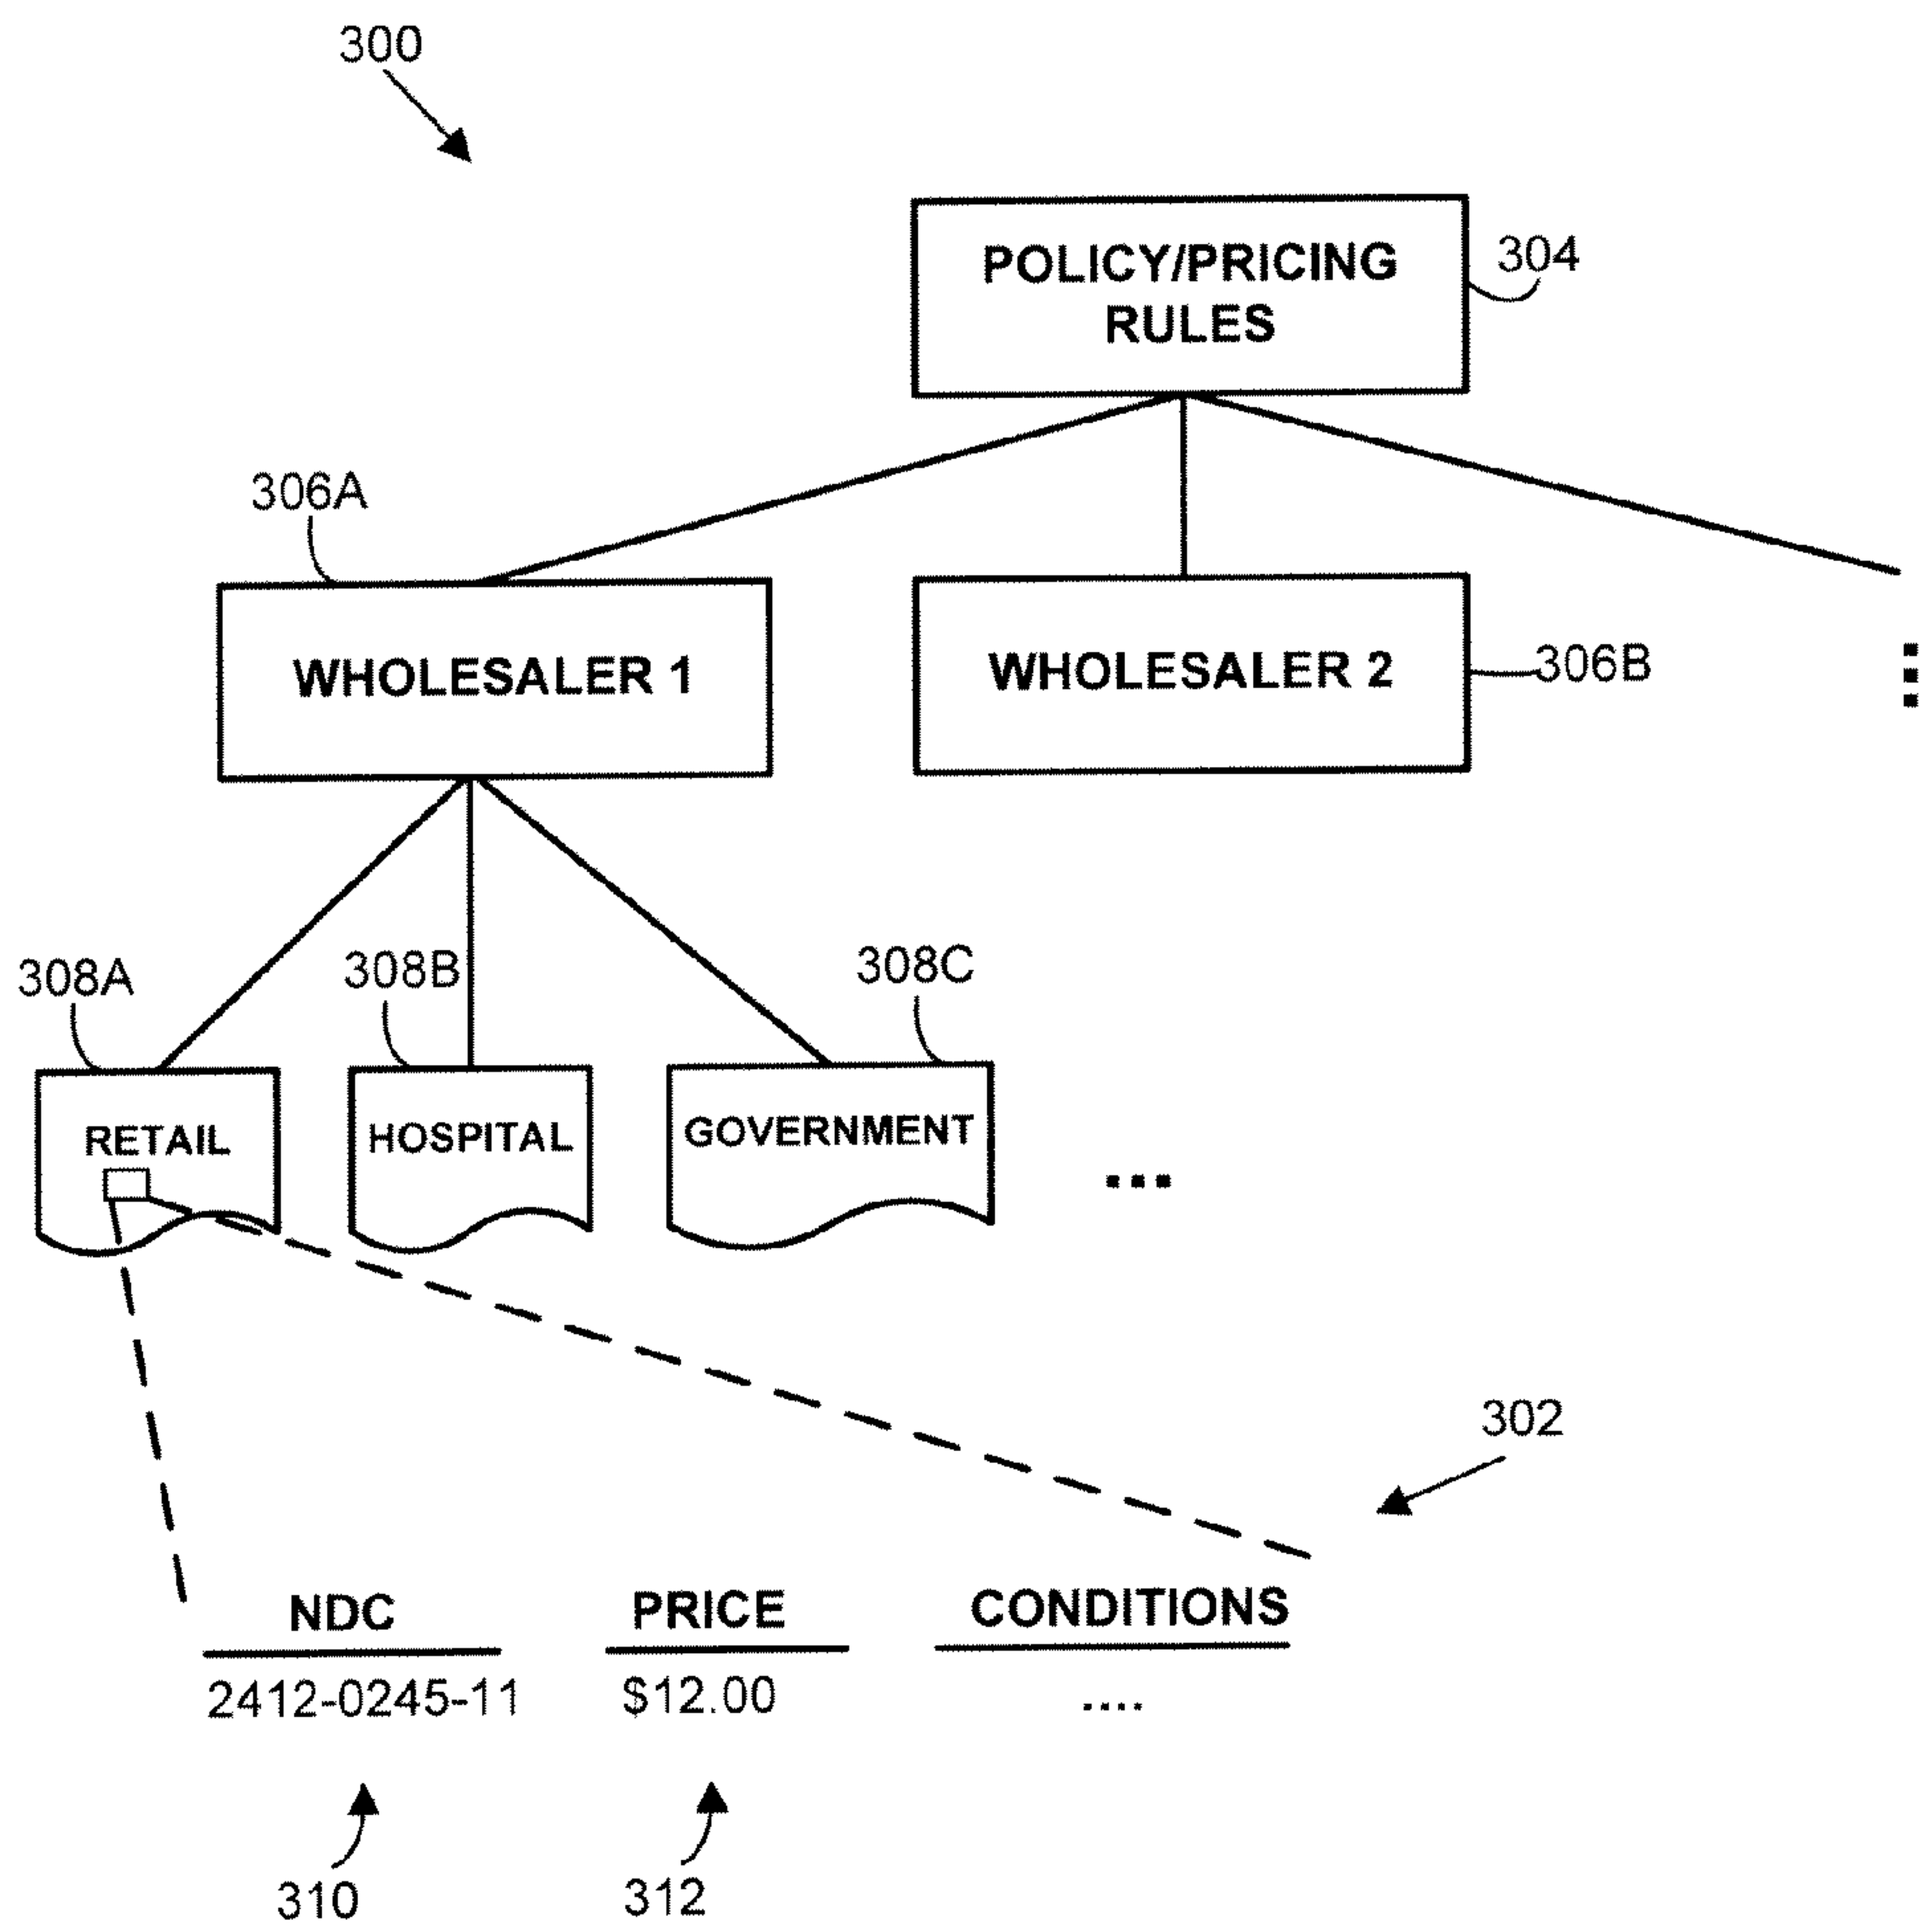 300
POLICY/PRICING
RULES
304
306A
WHOLESALER 1
WHOLESALER 2
306B
308A
308B
308C
RETAIL
HOSPITAL
GOVERNMENT
...
302
NDC
PRICE
CONDITIONS
2412-0245-11
$12.00
....
310
312